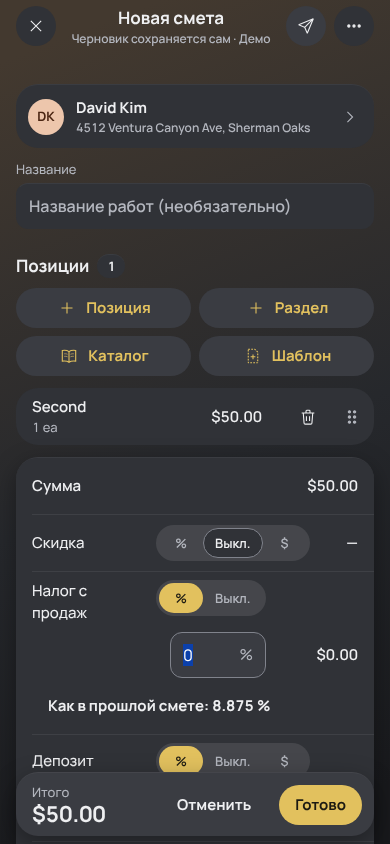 Новая смета
Черновик сохраняется сам · Демо
DK
David Kim
4512 Ventura Canyon Ave, Sherman Oaks
Название
Название работ (необязательно)
Позиции 1
+ Позиция
+ Раздел
Каталог
Шаблон
Second
$50.00
1 ea
Сумма
$50.00
Скидка
% Выкл. $
–
Налог с
продаж
% Выкл.
0 %
$0.00
Как в прошлой смете: 8.875 %
Депозит
% Выкл. $
Итого
$50.00
Отменить
Готово